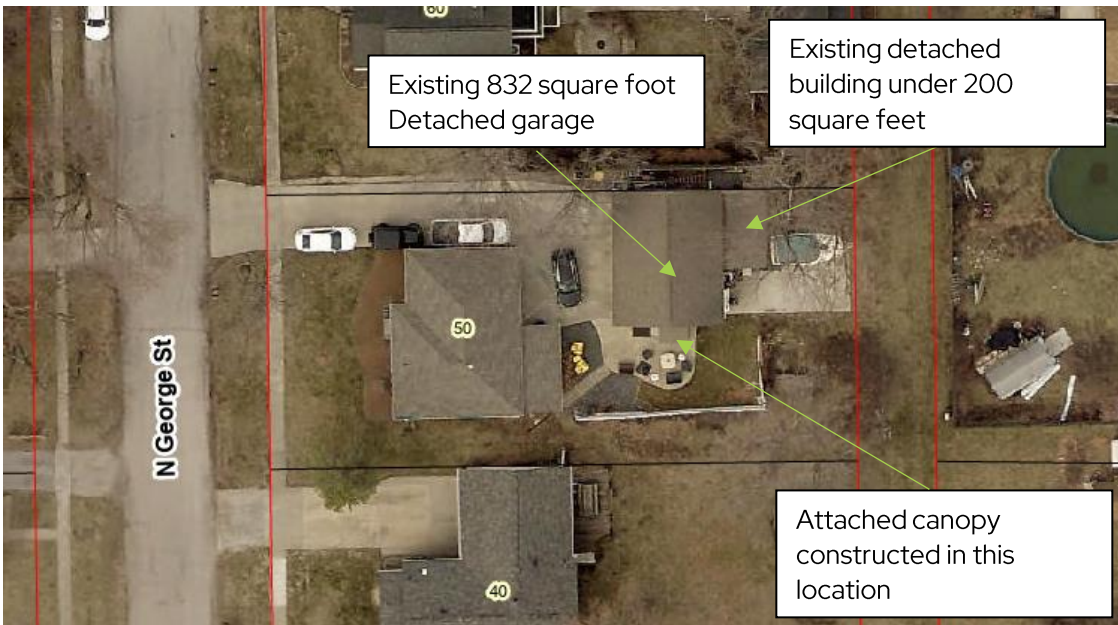 60
Existing 832 square foot
Detached garage
Existing detached
building under 200
square feet
50
N George St
Attached canopy
constructed in this
location
40